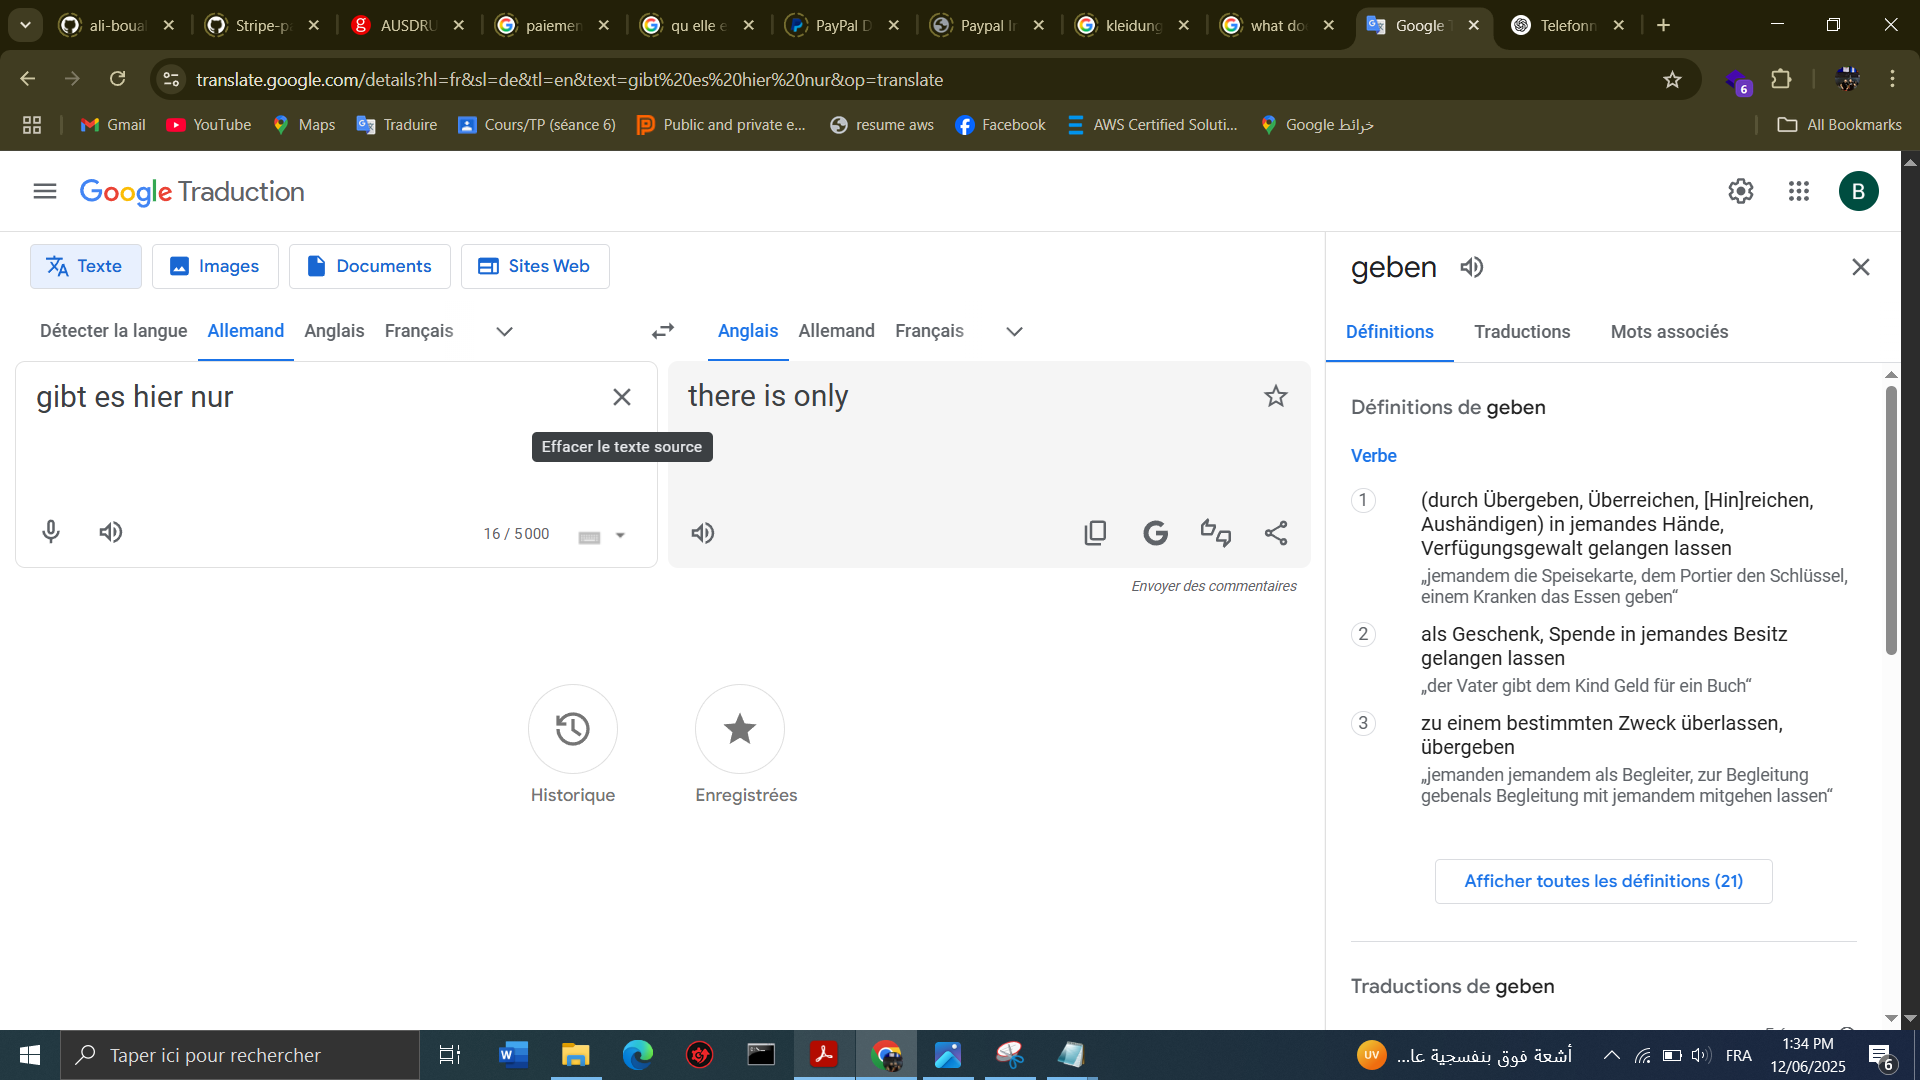 ali-boual
Stripe-pa
AUSDRU
paiemen
qu elle e
PayPal D
Paypal In
kleidung
what do
Google T
Telefonn
translate.google.com/details?hl=fr&sl=de&tl=en&text=gibt%20es%20hier%20nur&op=translate
6
Gmail
YouTube
Maps
Traduire
Cours/TP (séance 6)
Public and private e...
resume aws
Facebook
AWS Certified Soluti...
خرائط Google
All Bookmarks
Google Traduction
B
Texte
Images
Documents
Sites Web
Détecter la langue
Allemand
Anglais
Français
Anglais
Allemand
Français
gibt es hier nur
there is only
Effacer le texte source
16 / 5 000
Envoyer des commentaires
Historique
Enregistrées
geben
Définitions
Traductions
Mots associés
Définitions de geben
Verbe
1
(durch Übergeben, Überreichen, [Hin]reichen,
Aushändigen) in jemandes Hände,
Verfügungsgewalt gelangen lassen
„jemandem die Speisekarte, dem Portier den Schlüssel,
einem Kranken das Essen geben“
2
als Geschenk, Spende in jemandes Besitz
gelangen lassen
„der Vater gibt dem Kind Geld für ein Buch“
3
zu einem bestimmten Zweck überlassen,
übergeben
„jemanden jemandem als Begleiter, zur Begleitung
gebenals Begleitung mit jemandem mitgehen lassen“
Afficher toutes les définitions (21)
Traductions de geben
Taper ici pour rechercher
UV
أشعة فوق بنفسجية عا...
FRA
1:34 PM
12/06/2025
6